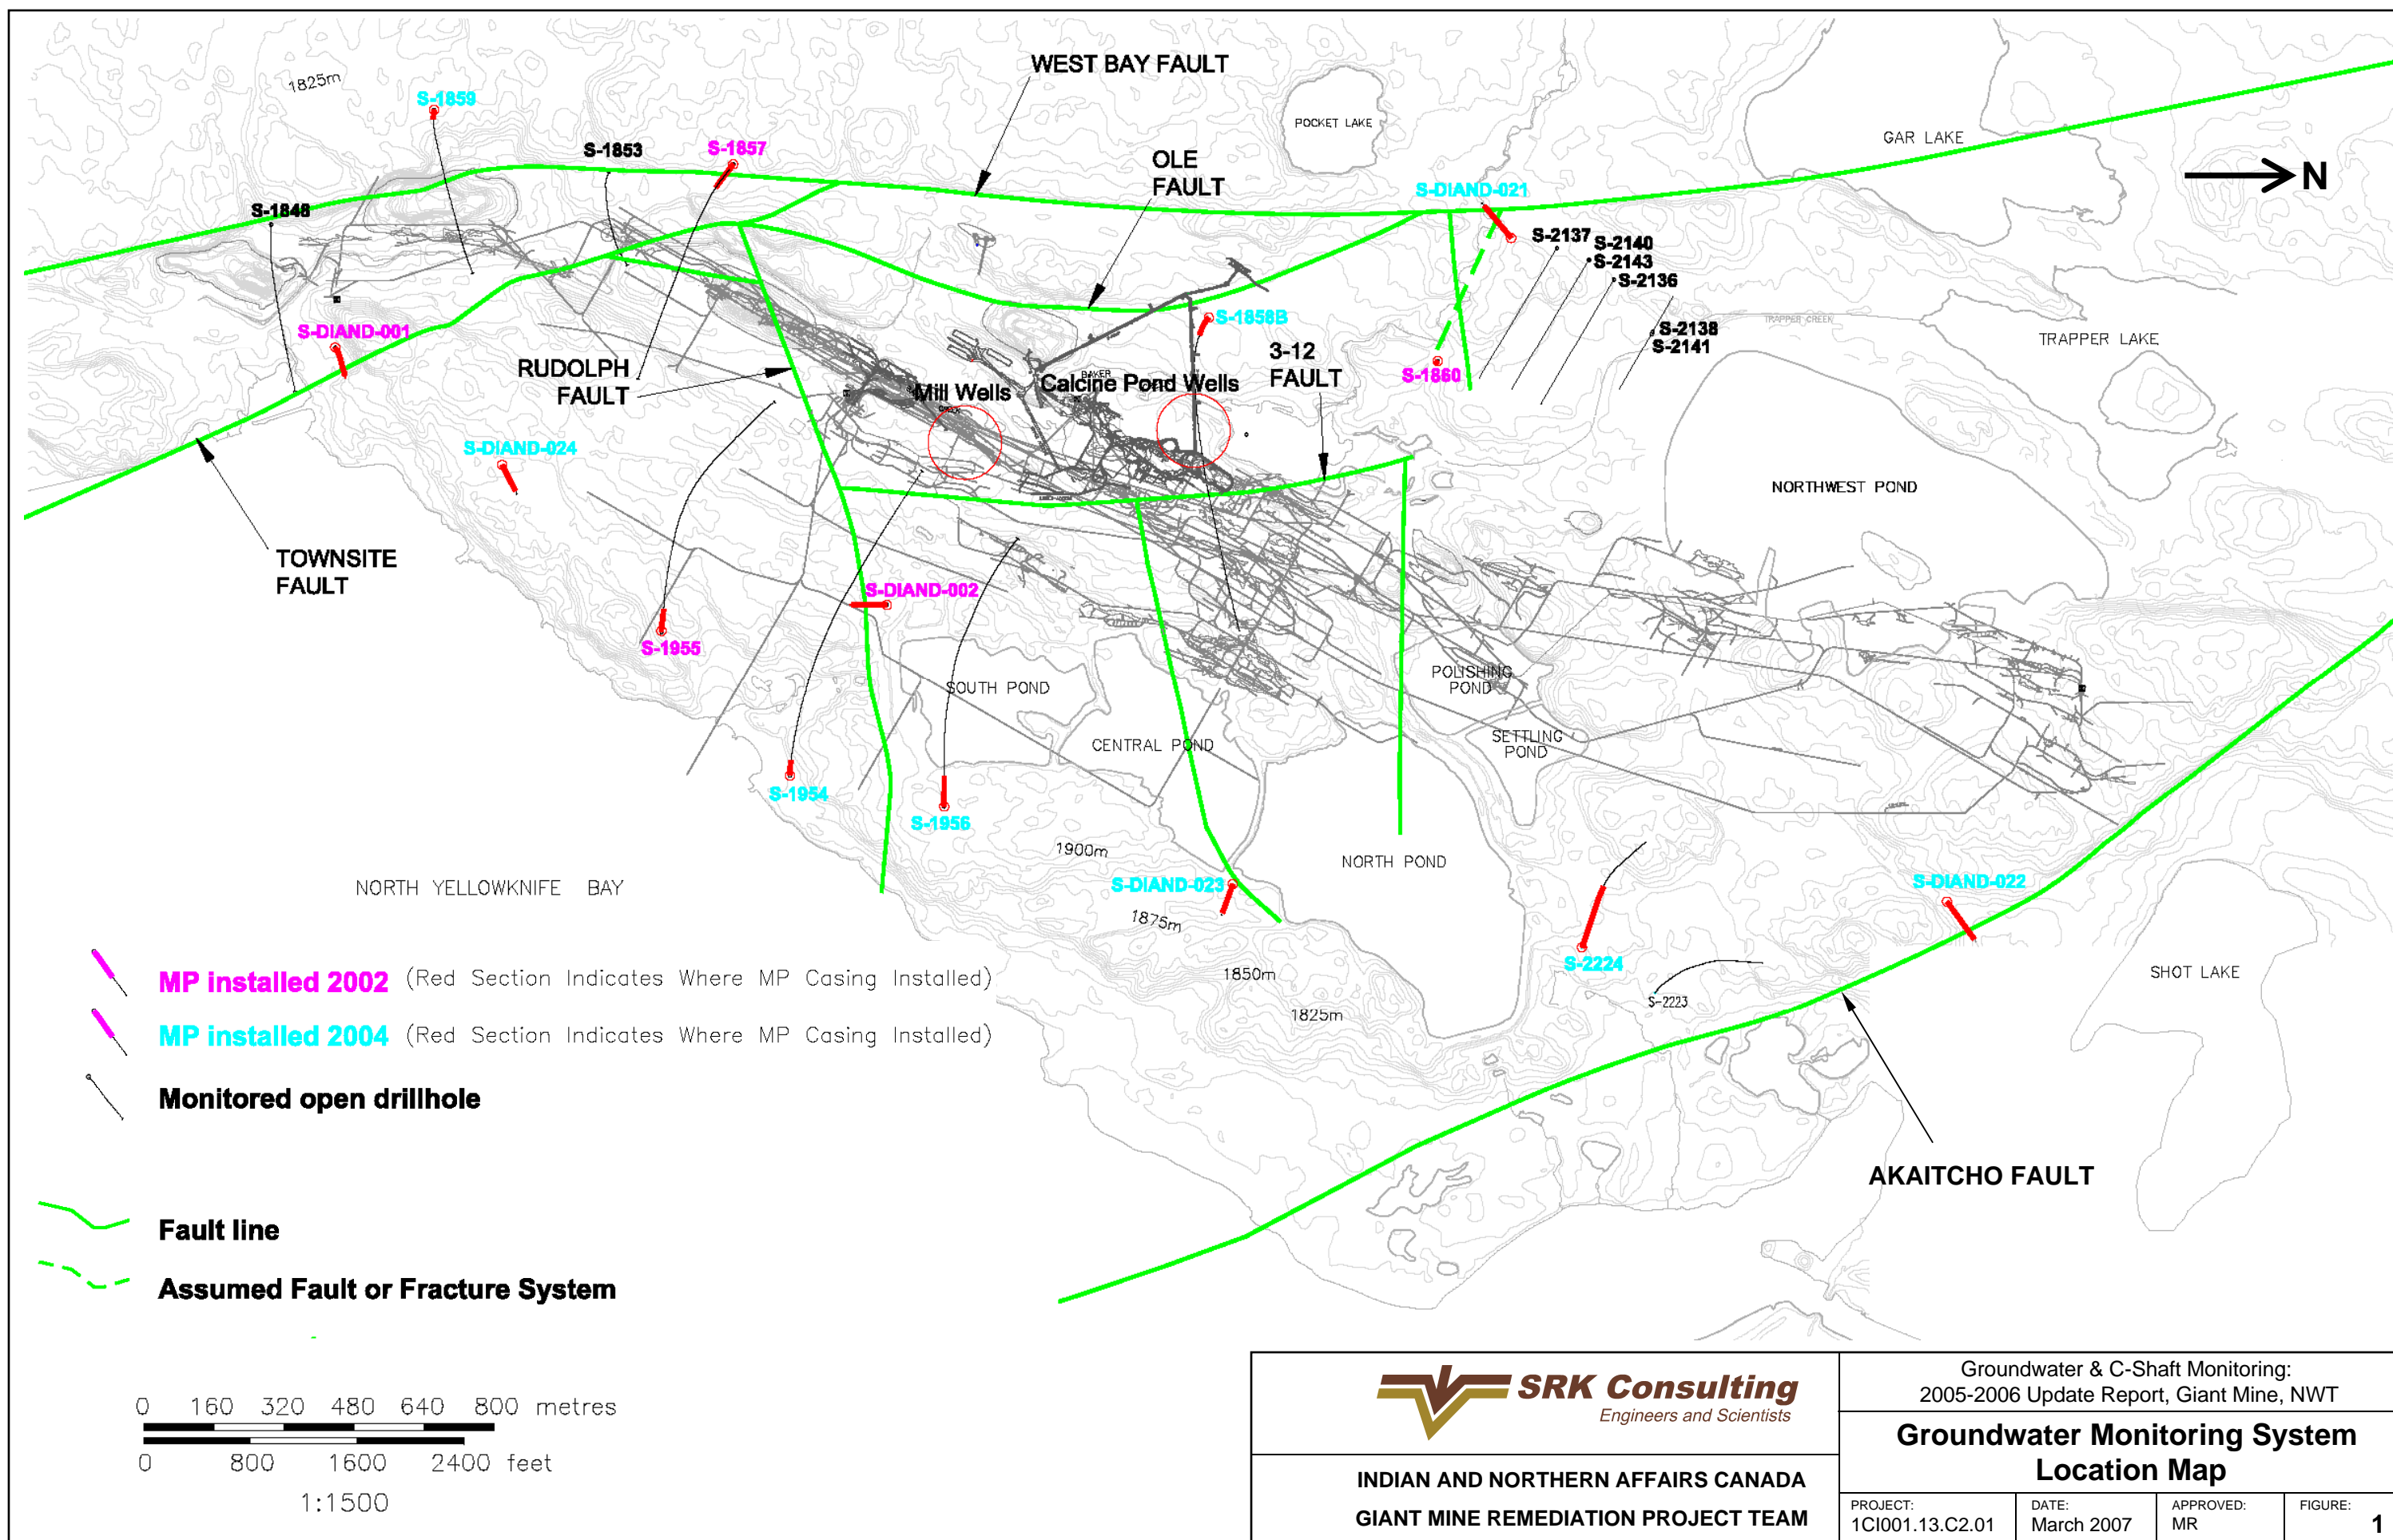 1825m
S-1859
WEST BAY FAULT
POCKET LAKE
GAR LAKE
S-1853
S-1857
OLE
FAULT
N
S-DIAND-021
S-1848
S-2137
S-2140
S-2143
S-2136
S-DIAND-001
S-1858B
TRAPPER CREEK
S-2138
S-2141
TRAPPER LAKE
RUDOLPH
FAULT
3-12
FAULT
S-1860
Mill Wells
BAKER
Calcine Pond Wells
S-DIAND-024
NORTHWEST POND
TOWNSITE
FAULT
S-DIAND-002
S-1955
SOUTH POND
POLISHING
POND
CENTRAL POND
SETTLING
POND
S-1954
S-1956
1900m
NORTH POND
NORTH YELLOWKNIFE BAY
S-DIAND-023
S-DIAND-022
1875m
S-2224
1850m
S-2223
SHOT LAKE
1825m
AKAITCHO FAULT
MP installed 2002 (Red Section Indicates Where MP Casing Installed)
MP installed 2004 (Red Section Indicates Where MP Casing Installed)
Monitored open drillhole
Fault line
Assumed Fault or Fracture System
0 160 320 480 640 800 metres
0 800 1600 2400 feet
1:1500
SRK Consulting
Engineers and Scientists
INDIAN AND NORTHERN AFFAIRS CANADA
GIANT MINE REMEDIATION PROJECT TEAM
Groundwater & C-Shaft Monitoring:
2005-2006 Update Report, Giant Mine, NWT
Groundwater Monitoring System
Location Map
PROJECT:
1CI001.13.C2.01
DATE:
March 2007
APPROVED:
MR
FIGURE:
1